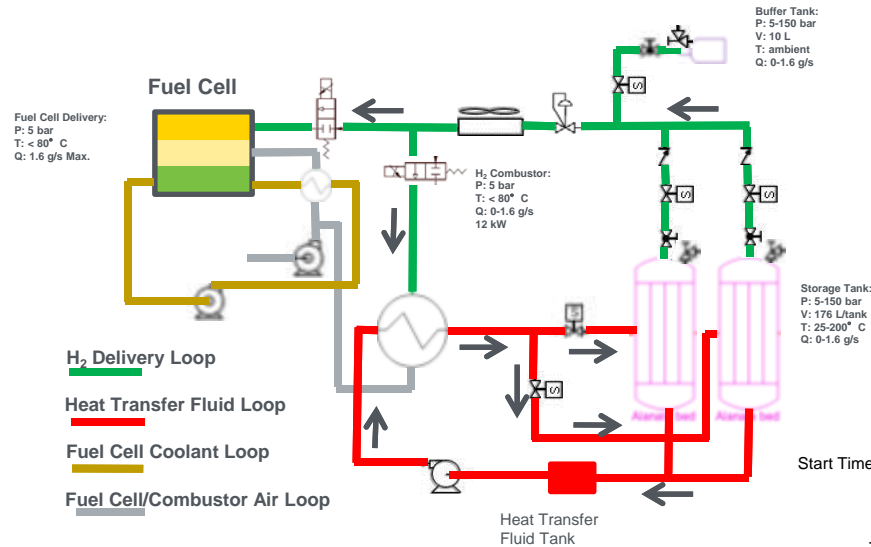 Buffer Tank:
P: 5-150 bar
V: 10 L
T: ambient
Q: 0-1.6 g/s
Fuel Cell
Fuel Cell Delivery:
P: 5 bar
T: < 80° C
Q: 1.6 g/s Max.
H₂ Combustor:
P: 5 bar
T: < 80° C
Q: 0-1.6 g/s
12 kW
S
S
S
Storage Tank:
P: 5-150 bar
V: 176 L/tank
T: 25-200° C
Q: 0-1.6 g/s
S
S
H₂ Delivery Loop
Heat Transfer Fluid Loop
Fuel Cell Coolant Loop
Fuel Cell/Combustor Air Loop
bed
bed
Start Time
Heat Transfer
Fluid Tank